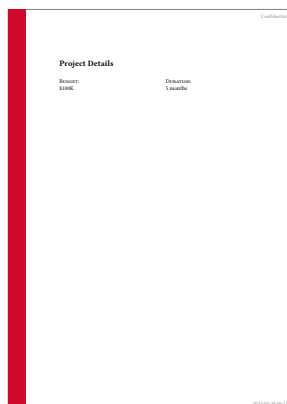 Confidential
Project Details
Budget:
$100K
Duration:
5 months